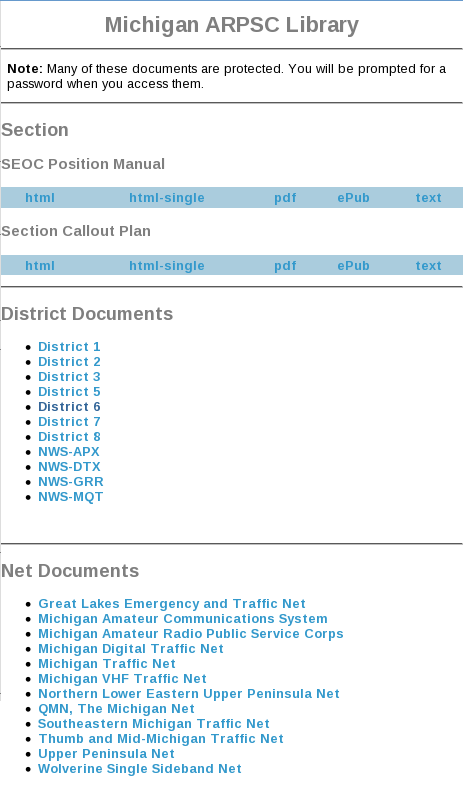 Michigan ARPSC Library
Note: Many of these documents are protected. You will be prompted for a
password when you access them.
Section
SEOC Position Manual
html html-single pdf ePub text
Section Callout Plan
html html-single pdf ePub text
District Documents
District 1
District 2
District 3
District 5
District 6
District 7
District 8
NWS-APX
NWS-DTX
NWS-GRR
NWS-MQT
Net Documents
Great Lakes Emergency and Traffic Net
Michigan Amateur Communications System
Michigan Amateur Radio Public Service Corps
Michigan Digital Traffic Net
Michigan Traffic Net
Michigan VHF Traffic Net
Northern Lower Eastern Upper Peninsula Net
QMN, The Michigan Net
Southeastern Michigan Traffic Net
Thumb and Mid-Michigan Traffic Net
Upper Peninsula Net
Wolverine Single Sideband Net